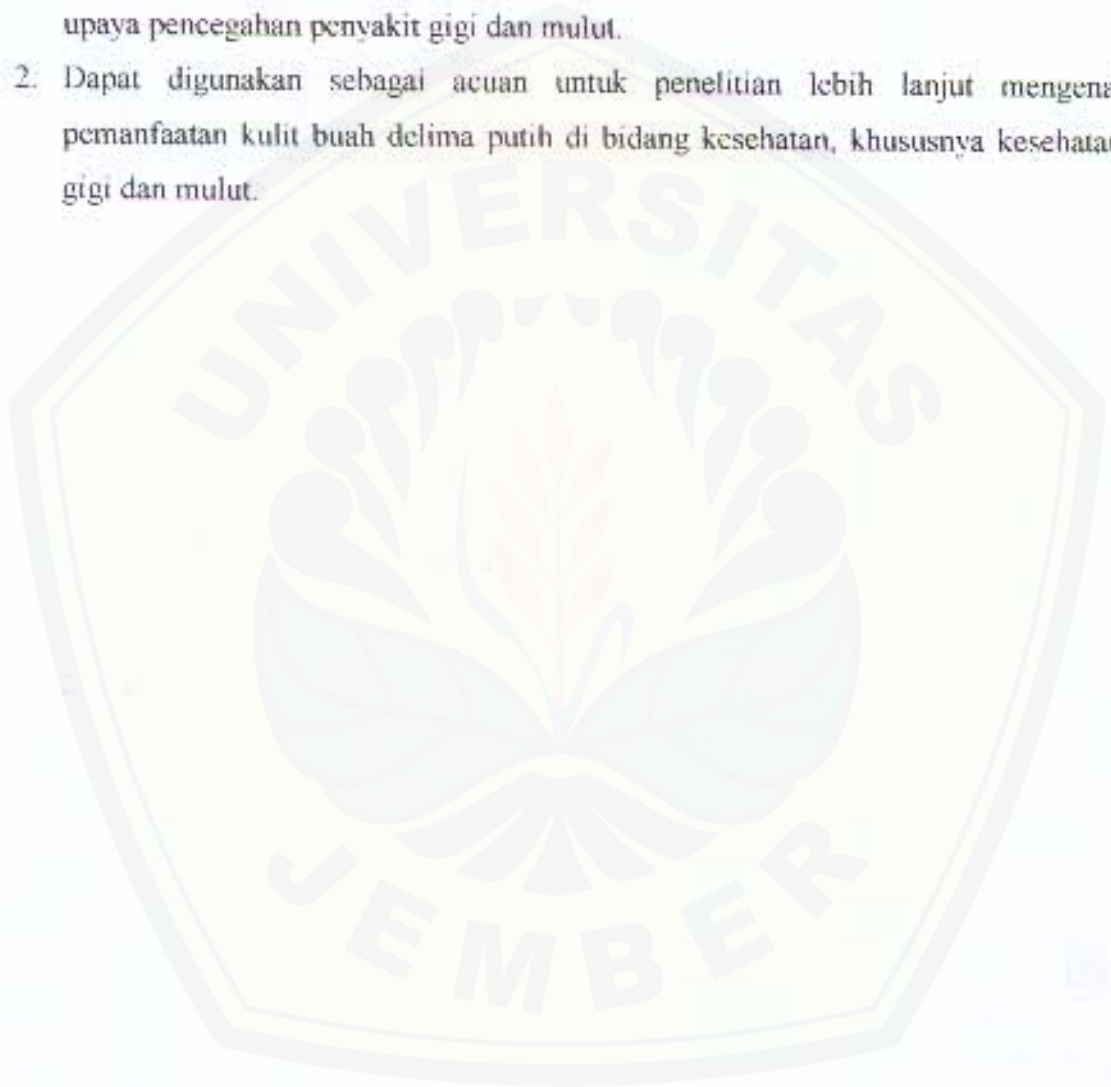 upaya pencegahan penyakit gigi dan mulut.
2. Dapat digunakan sebagai acuan untuk penelitian lebih lanjut mengena
pemanfaatan kulit buah delima putih di bidang kesehatan, khususnya kesehatan
gigi dan mulut.
UNIVERSITAS
JEMBER